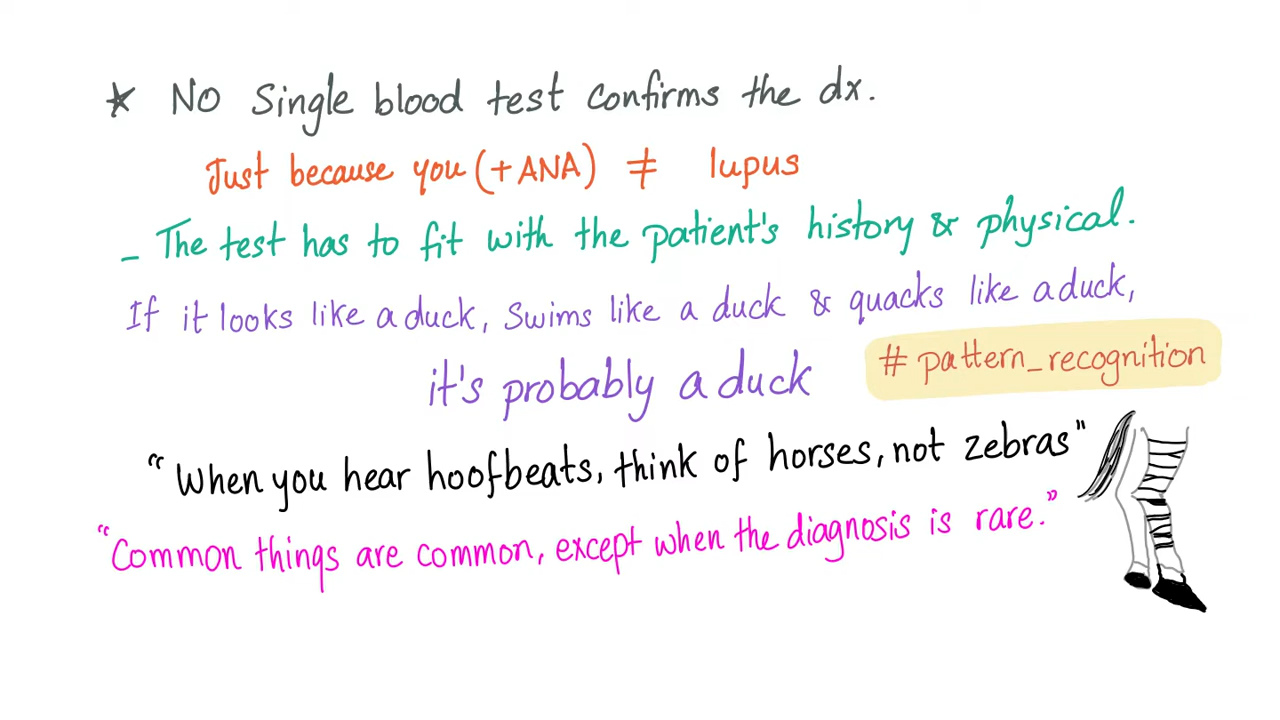 ★ No single blood test confirms the dx.
Just because you (+ANA) ≠ lupus
- The test has to fit with the patient's history & physical.
If it looks like a duck, swims like a duck & quacks like a duck,
it's probably a duck
# pattern_recognition
"When you hear hoofbeats, think of horses, not zebras"
"Common things are common, except when the diagnosis is rare."